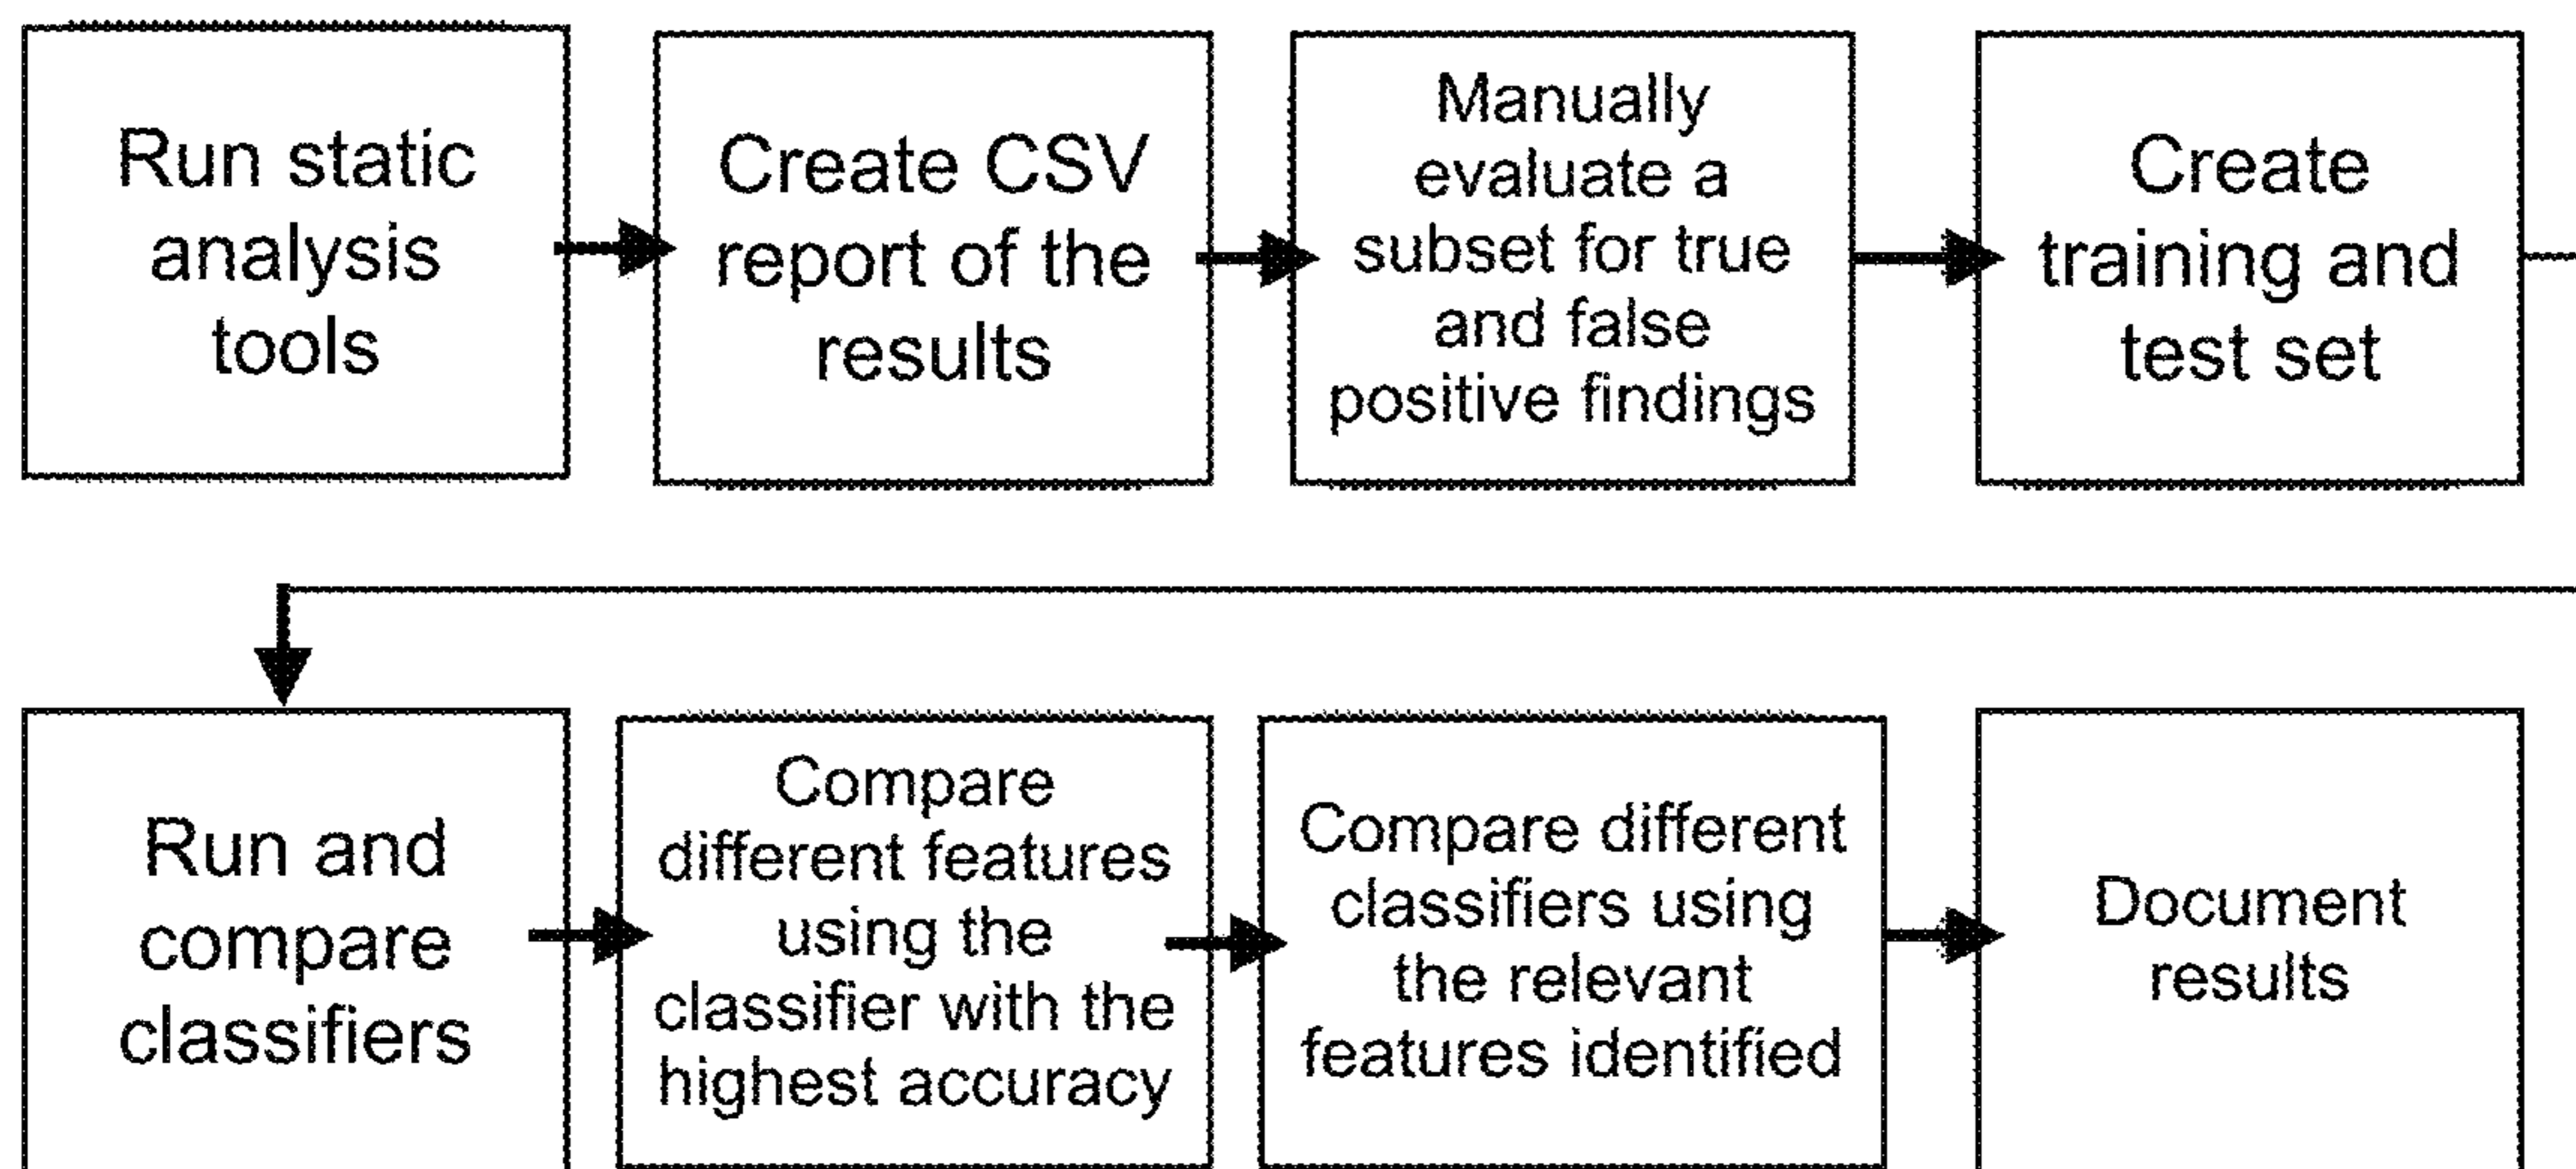 Run static
analysis
tools
Create CSV
report of the
results
Manually
evaluate a
subset for true
and false
positive findings
Create
training and
test set
Run and
compare
classifiers
Compare
different features
using the
classifier with the
highest accuracy
Compare different
classifiers using
the relevant
features identified
Document
results